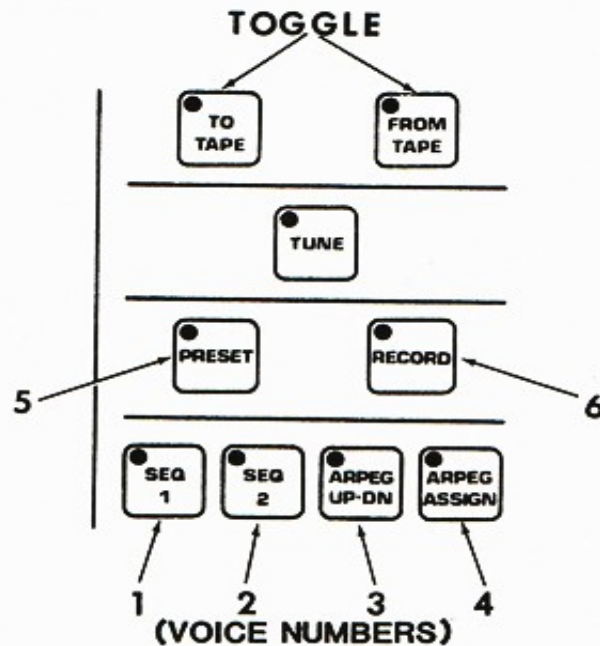 TOGGLE
TO
TAPE
FROM
TAPE
TUNE
PRESET
RECORD
5
6
SEQ
1
SEQ
2
ARPEG
UP-DN
ARPEG
ASSIGN
1
2
3
4
(VOICE NUMBERS)